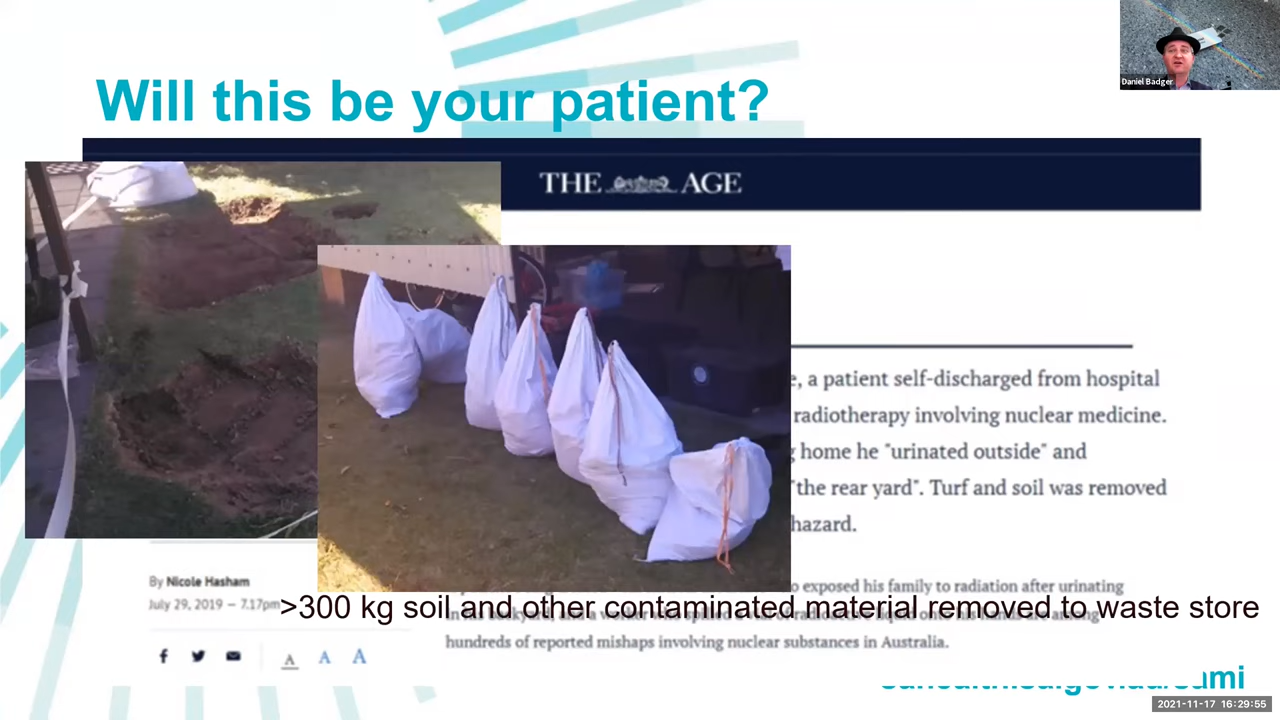 Will this be your patient?
Daniel Badger
THE AGE
a patient self-discharged from hospital
radiotherapy involving nuclear medicine.
home he "urinated outside" and
"the rear yard". Turf and soil was removed
hazard.
By Nicole Hasham
July 29, 2019 — 7.17pm
exposed his family to radiation after urinating
>300 kg soil and other contaminated material removed to waste store
hundreds of reported mishaps involving nuclear substances in Australia.
A A A
2021-11-17 16:29:55